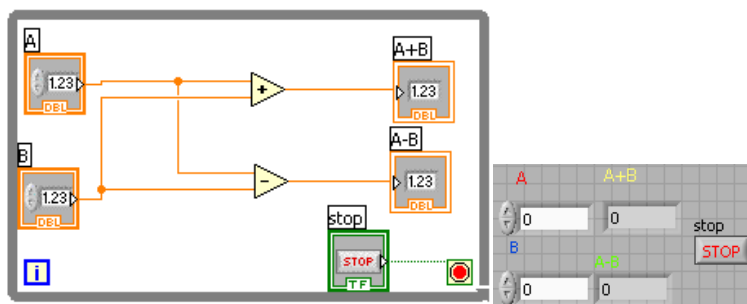 A
1.23
DBL
B
1.23
DBL
+
-
A+B
1.23
DBL
A-B
1.23
DBL
stop
STOP
TF
i
A
A+B
0
0
stop
STOP
B
A-B
0
0